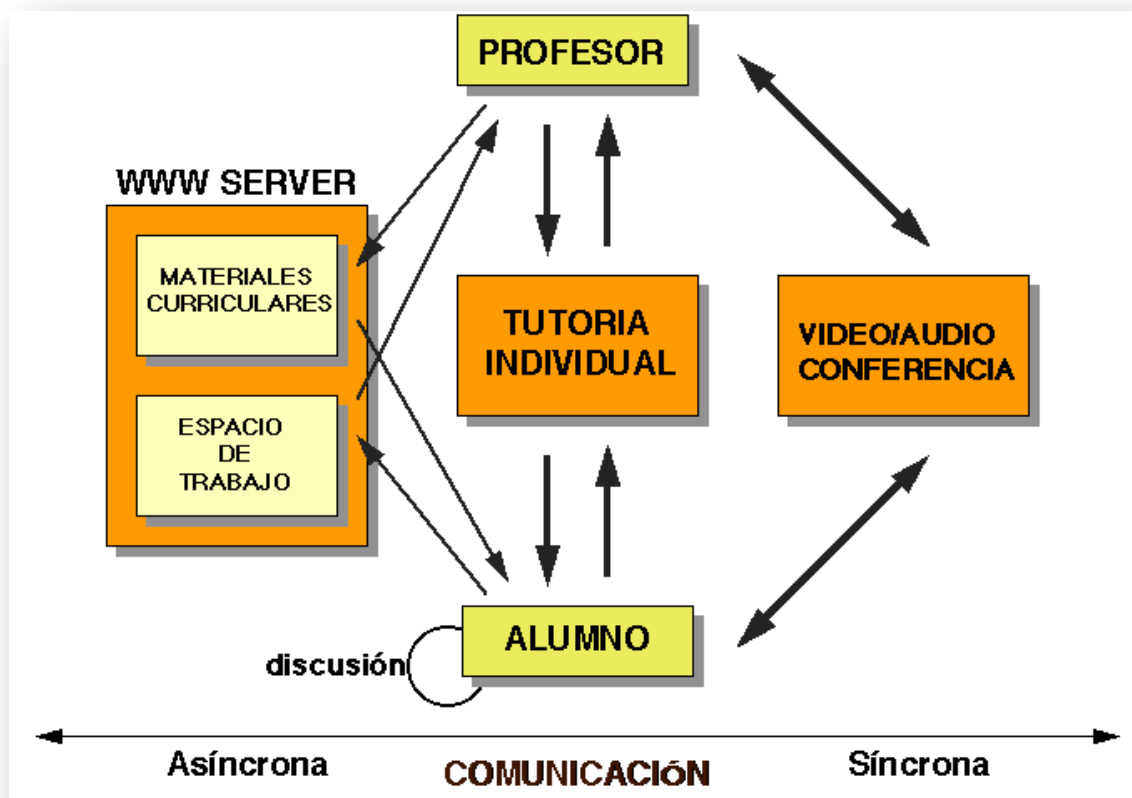 PROFESOR
WWW SERVER
MATERIALES
CURRICULARES
ESPACIO
DE
TRABAJO
TUTORIA
INDIVIDUAL
VIDEO/AUDIO
CONFERENCIA
ALUMNO
discusión
Asíncrona
COMUNICACIóN
Síncrona